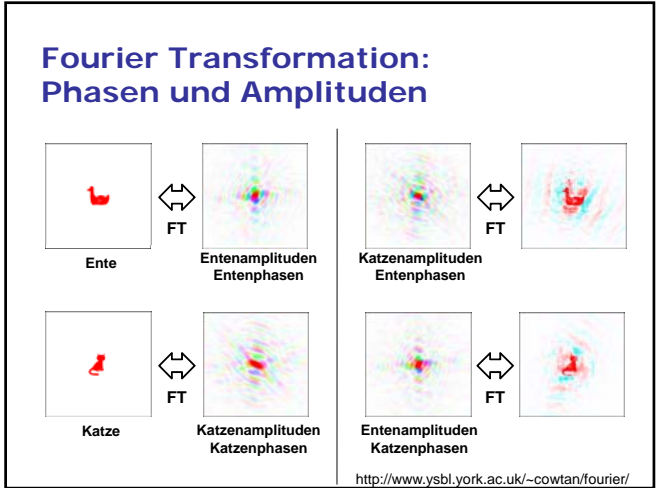 Fourier Transformation:
Phasen und Amplituden
FT
Ente
Entenamplituden
Entenphasen
FT
Katze
Katzenamplituden
Katzenphasen
FT
Katzenamplituden
Entenphasen
FT
Entenamplituden
Katzenphasen
http://www.ysbl.york.ac.uk/~cowtan/fourier/